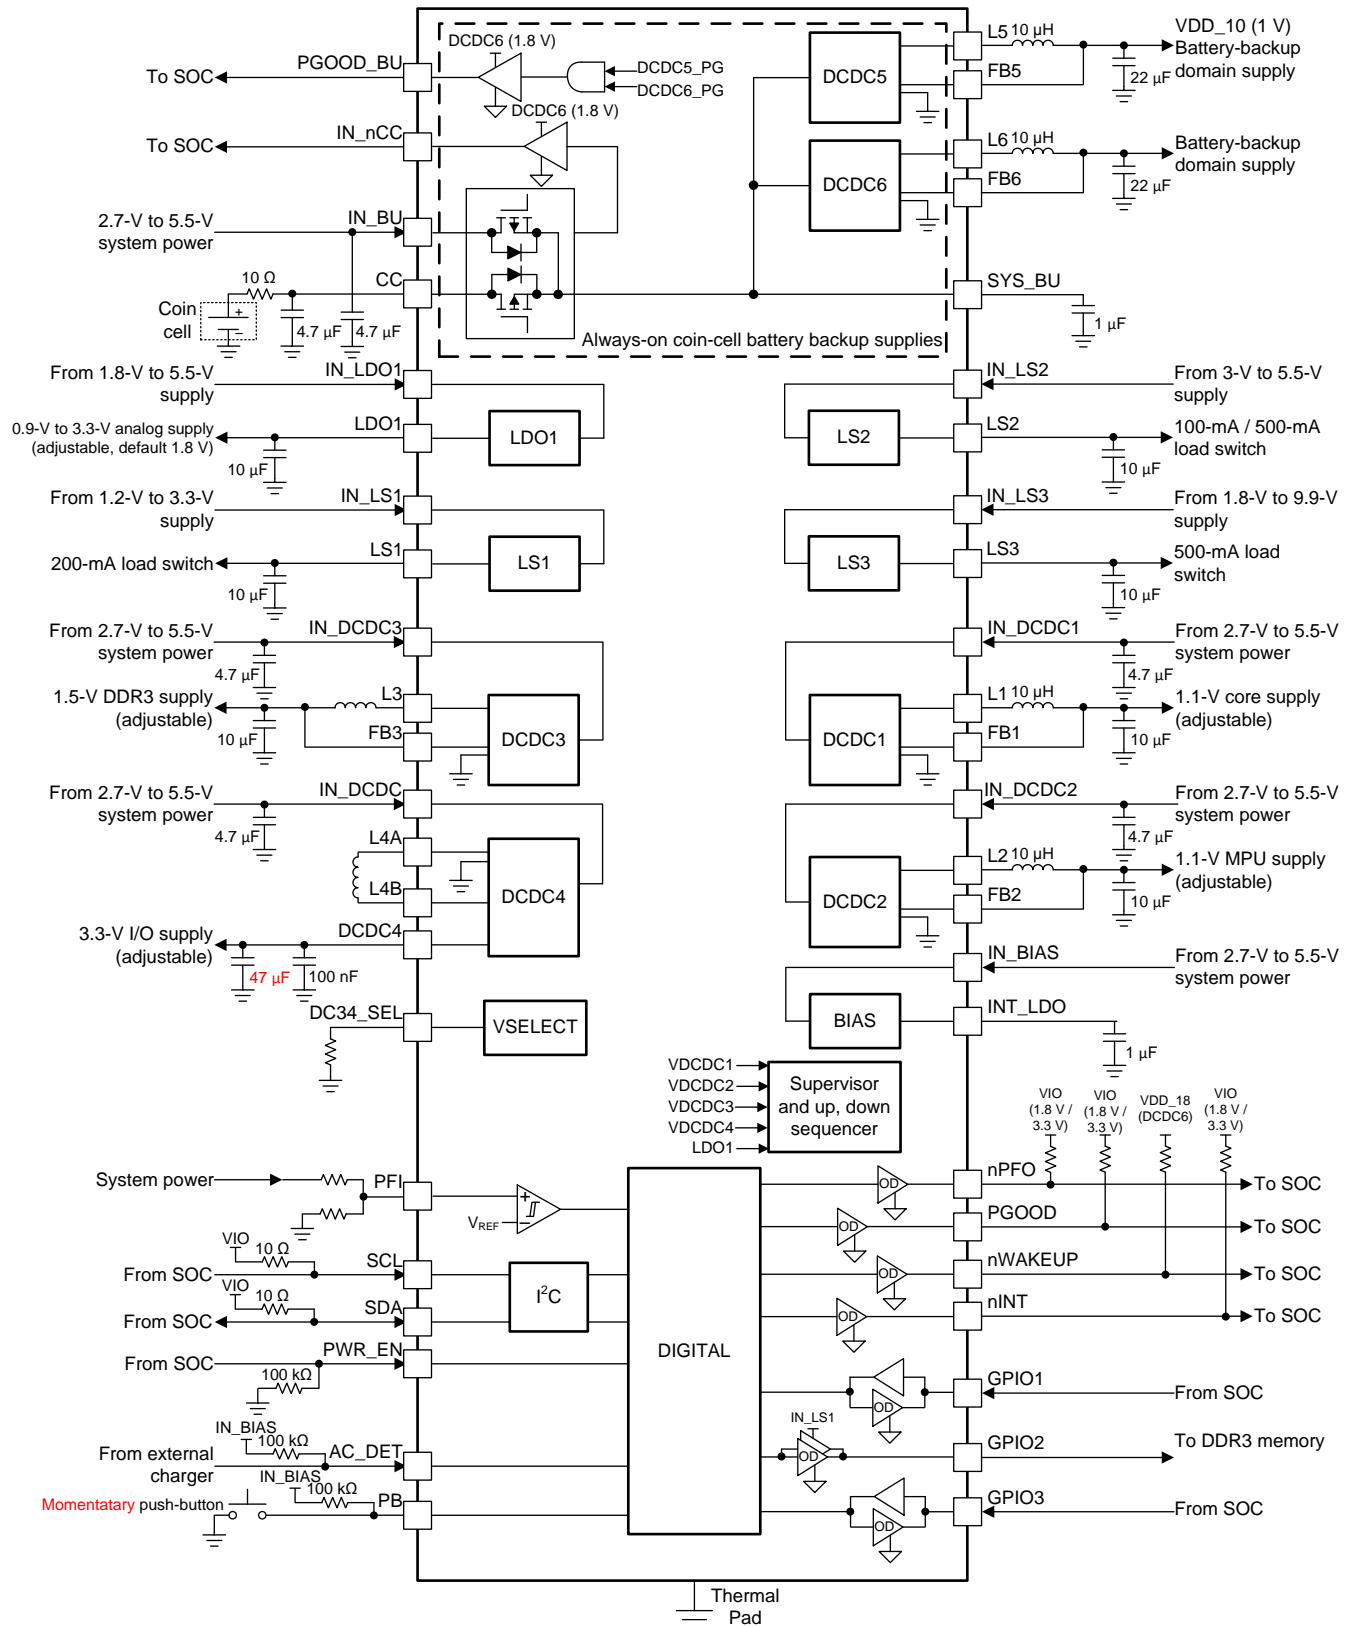 DCDC6 (1.8 V)
PGOOD_BU
To SOC
DCDC5_PG
DCDC6_PG
DCDC6 (1.8 V)
IN_nCC
To SOC
2.7-V to 5.5-V
system power
IN_BU
10 Ω
CC
Coin
cell
+
−
4.7 µF
4.7 µF
DCDC5
DCDC6
Always-on coin-cell battery backup supplies
L5
10 µH
FB5
22 µF
VDD_10 (1 V)
Battery-backup
domain supply
L6
10 µH
FB6
22 µF
Battery-backup
domain supply
SYS_BU
1 µF
From 1.8-V to 5.5-V
supply
IN_LDO1
0.9-V to 3.3-V analog supply
(adjustable, default 1.8 V)
LDO1
10 µF
LDO1
From 1.2-V to 3.3-V
supply
IN_LS1
200-mA load switch
LS1
10 µF
LS1
From 2.7-V to 5.5-V
system power
IN_DCDC3
4.7 µF
1.5-V DDR3 supply
(adjustable)
L3
10 µF
FB3
DCDC3
From 2.7-V to 5.5-V
system power
IN_DCDC
4.7 µF
L4A
L4B
DCDC4
3.3-V I/O supply
(adjustable)
DCDC4
47 µF
100 nF
DC34_SEL
VSELECT
IN_LS2
From 3-V to 5.5-V
supply
LS2
LS2
100-mA / 500-mA
load switch
10 µF
IN_LS3
From 1.8-V to 9.9-V
supply
LS3
LS3
500-mA load
switch
10 µF
IN_DCDC1
From 2.7-V to 5.5-V
system power
4.7 µF
DCDC1
L1
10 µH
FB1
1.1-V core supply
(adjustable)
10 µF
IN_DCDC2
From 2.7-V to 5.5-V
system power
4.7 µF
DCDC2
L2
10 µH
FB2
1.1-V MPU supply
(adjustable)
10 µF
IN_BIAS
From 2.7-V to 5.5-V
system power
BIAS
INT_LDO
1 µF
VDCDC1
VDCDC2
VDCDC3
VDCDC4
LDO1
Supervisor
and up, down
sequencer
VIO
(1.8 V /
3.3 V)
VIO
(1.8 V /
3.3 V)
VDD_18
(DCDC6)
VIO
(1.8 V /
3.3 V)
System power
PFI
VREF
+
−
VIO
10 Ω
From SOC
SCL
VIO
10 Ω
From SOC
SDA
I2C
From SOC
PWR_EN
100 kΩ
IN_BIAS
100 kΩ
From external
charger
AC_DET
IN_BIAS
100 kΩ
Momentatary push-button
PB
DIGITAL
OD
nPFO
To SOC
OD
PGOOD
To SOC
OD
nWAKEUP
To SOC
OD
nINT
To SOC
OD
GPIO1
From SOC
IN_LS1
OD
GPIO2
To DDR3 memory
OD
GPIO3
From SOC
Thermal
Pad